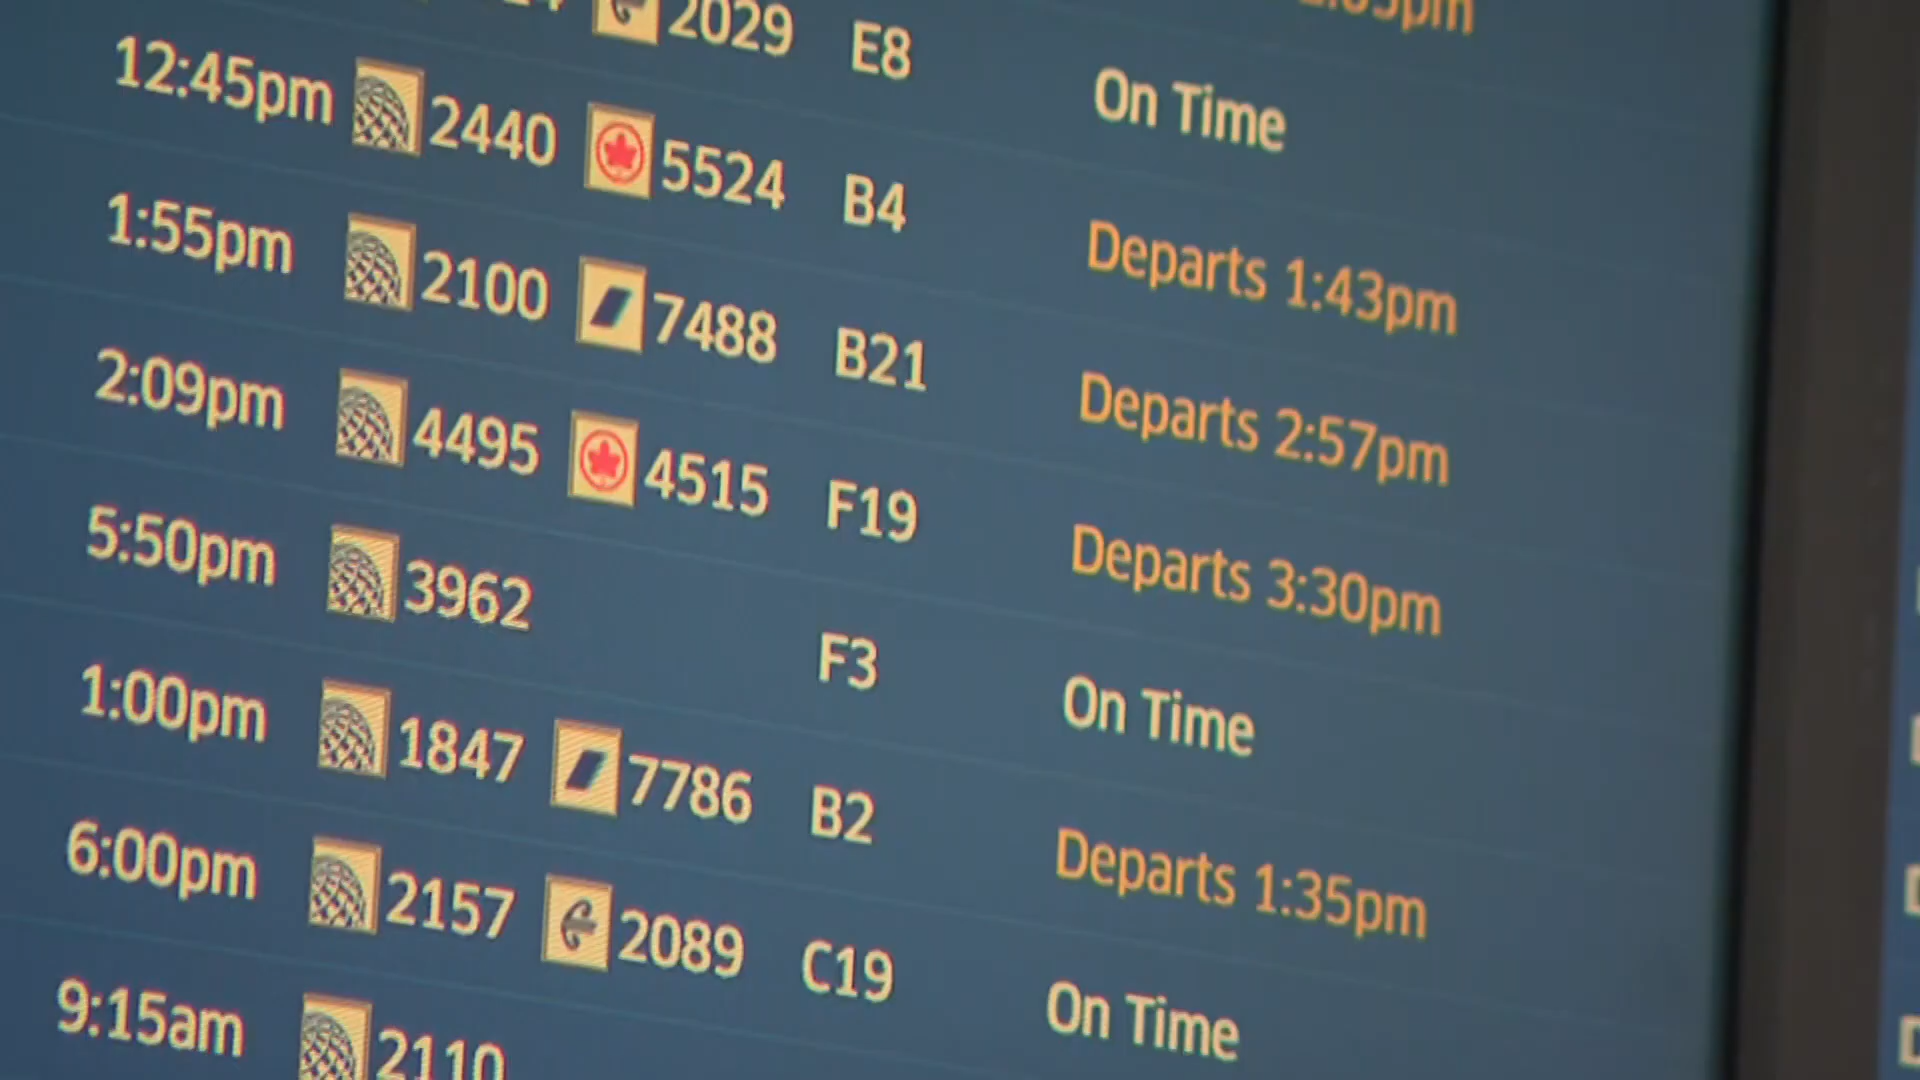 2029 E8 On Time
12:45pm 2440 5524 B4 Departs 1:43pm
1:55pm 2100 7488 B21 Departs 2:57pm
2:09pm 4495 4515 F19 Departs 3:30pm
5:50pm 3962 F3 On Time
1:00pm 1847 7786 B2 Departs 1:35pm
6:00pm 2157 2089 C19 On Time
9:15am 2110